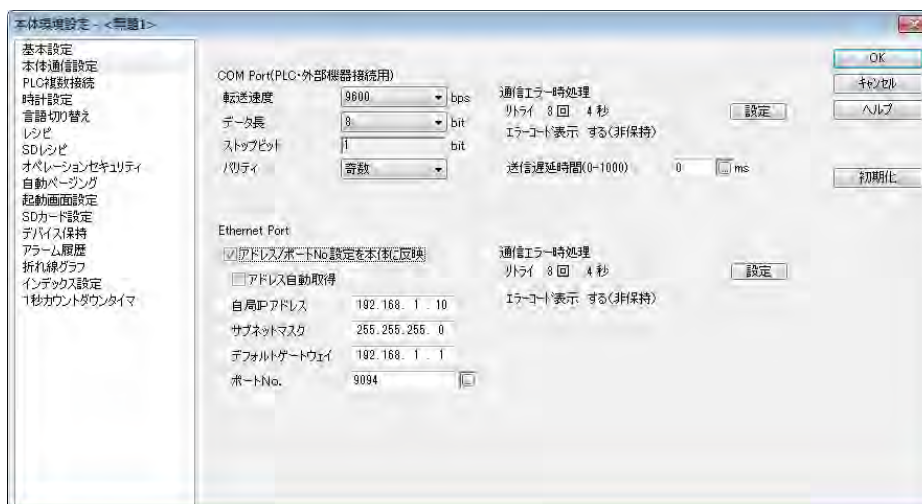 本体環境設定 - <無題1>
基本設定
本体通信設定
PLC複数接続
時計設定
言語切り替え
レシピ
SDレシピ
オペレーションセキュリティ
自動ページング
起動画面設定
SDカード設定
デバイス保持
アラーム履歴
折れ線グラフ
インデックス設定
1秒カウントダウンタイマ
COM Port(PLC・外部機器接続用)
転送速度 9600 bps
データ長 8 bit
ストップビット 1 bit
パリティ 奇数
通信エラー時処理
リトライ 3 回 4 秒 設定
エラーコード表示 する(非保持)
送信遅延時間(0-1000) 0 ... ms
Ethernet Port
アドレス/ポートNo.設定を本体に反映
アドレス自動取得
自局IPアドレス 192.168. 1 . 10
サブネットマスク 255.255.255. 0
デフォルトゲートウェイ 192.168. 1 . 1
ポートNo. 9094 ...
通信エラー時処理
リトライ 3 回 4 秒 設定
エラーコード表示 する(非保持)
OK
キャンセル
ヘルプ
初期化